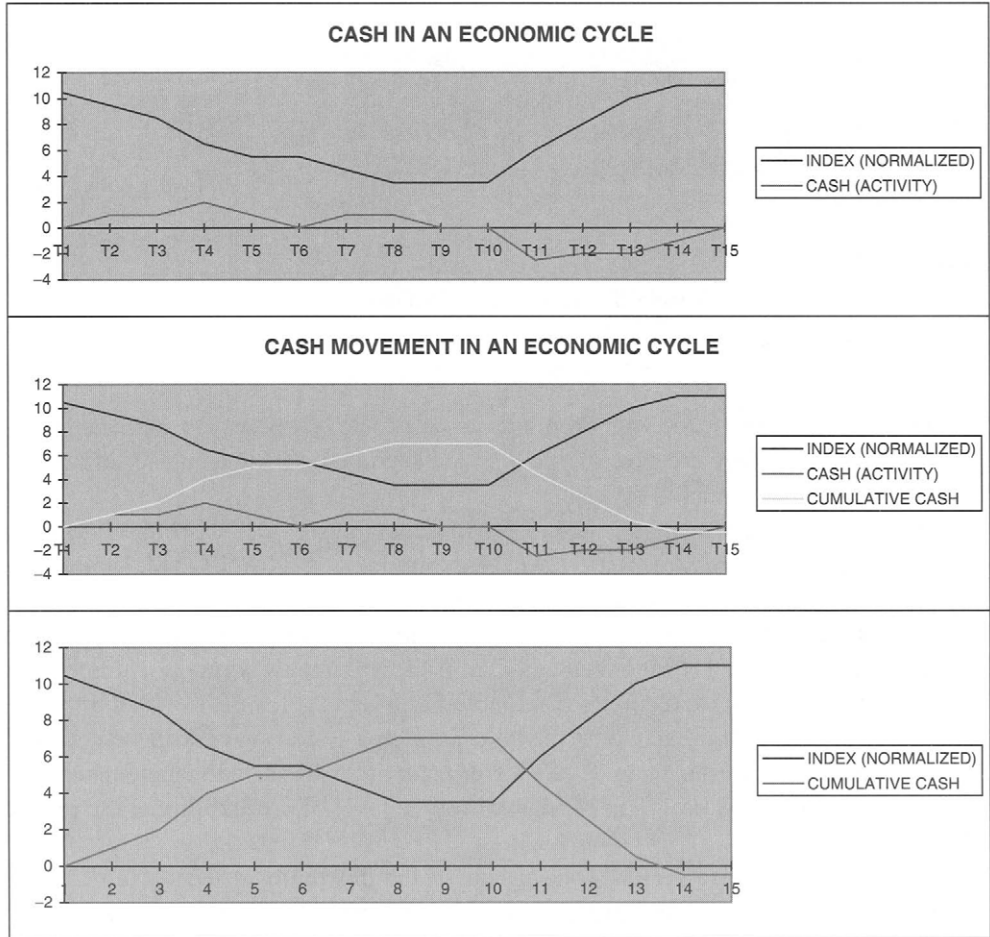 CASH IN AN ECONOMIC CYCLE
12
10
8
6
4
2
0
−2
−4
T1 T2 T3 T4 T5 T6 T7 T8 T9 T10 T11 T12 T13 T14 T15
INDEX (NORMALIZED)
CASH (ACTIVITY)
CASH MOVEMENT IN AN ECONOMIC CYCLE
12
10
8
6
4
2
0
−2
−4
T1 T2 T3 T4 T5 T6 T7 T8 T9 T10 T11 T12 T13 T14 T15
INDEX (NORMALIZED)
CASH (ACTIVITY)
CUMULATIVE CASH
12
10
8
6
4
2
0
−2
1 2 3 4 5 6 7 8 9 10 11 12 13 14 15
INDEX (NORMALIZED)
CUMULATIVE CASH